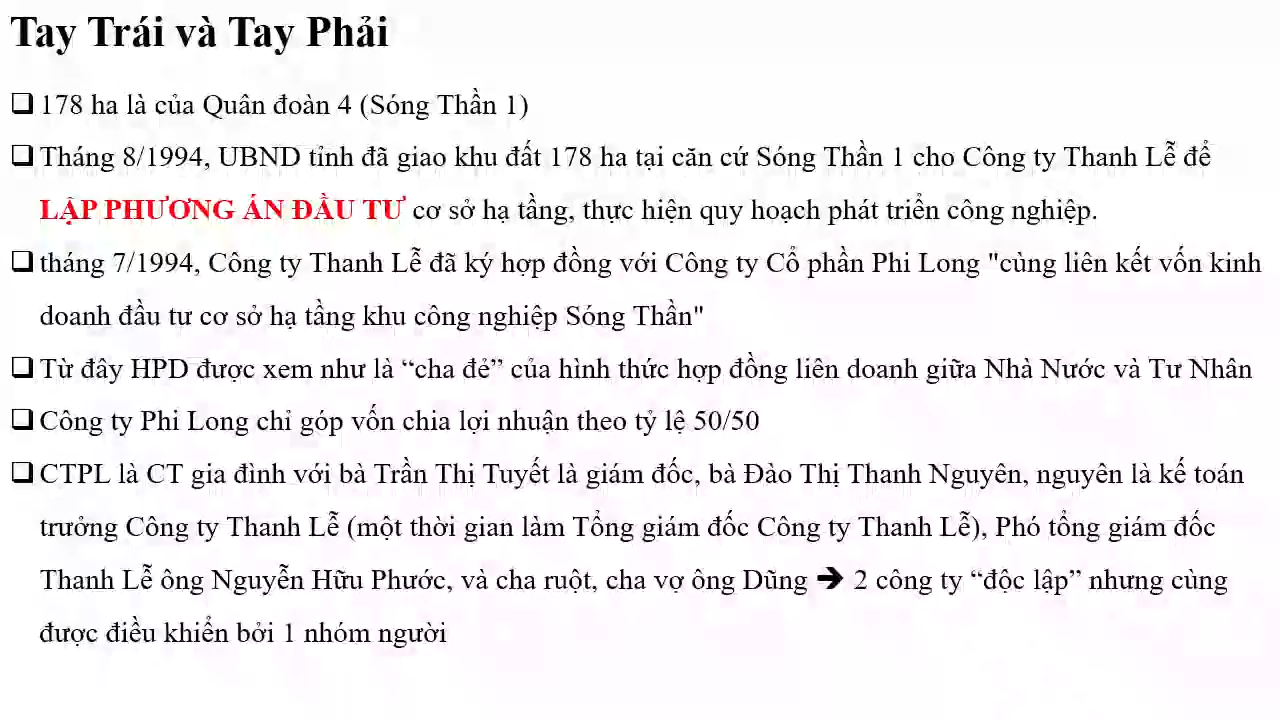 Tay Trái và Tay Phải
❑ 178 ha là của Quân đoàn 4 (Sóng Thần 1)
❑ Tháng 8/1994, UBND tỉnh đã giao khu đất 178 ha tại căn cứ Sóng Thần 1 cho Công ty Thanh Lễ để
LẬP PHƯƠNG ÁN ĐẦU TƯ cơ sở hạ tầng, thực hiện quy hoạch phát triển công nghiệp.
❑ tháng 7/1994, Công ty Thanh Lễ đã ký hợp đồng với Công ty Cổ phần Phi Long "cùng liên kết vốn kinh
doanh đầu tư cơ sở hạ tầng khu công nghiệp Sóng Thần"
❑ Từ đây HPD được xem như là “cha đẻ” của hình thức hợp đồng liên doanh giữa Nhà Nước và Tư Nhân
❑ Công ty Phi Long chỉ góp vốn chia lợi nhuận theo tỷ lệ 50/50
❑ CTPL là CT gia đình với bà Trần Thị Tuyết là giám đốc, bà Đào Thị Thanh Nguyên, nguyên là kế toán
trưởng Công ty Thanh Lễ (một thời gian làm Tổng giám đốc Công ty Thanh Lễ), Phó tổng giám đốc
Thanh Lễ ông Nguyễn Hữu Phước, và cha ruột, cha vợ ông Dũng ➔ 2 công ty “độc lập” nhưng cùng
được điều khiển bởi 1 nhóm người